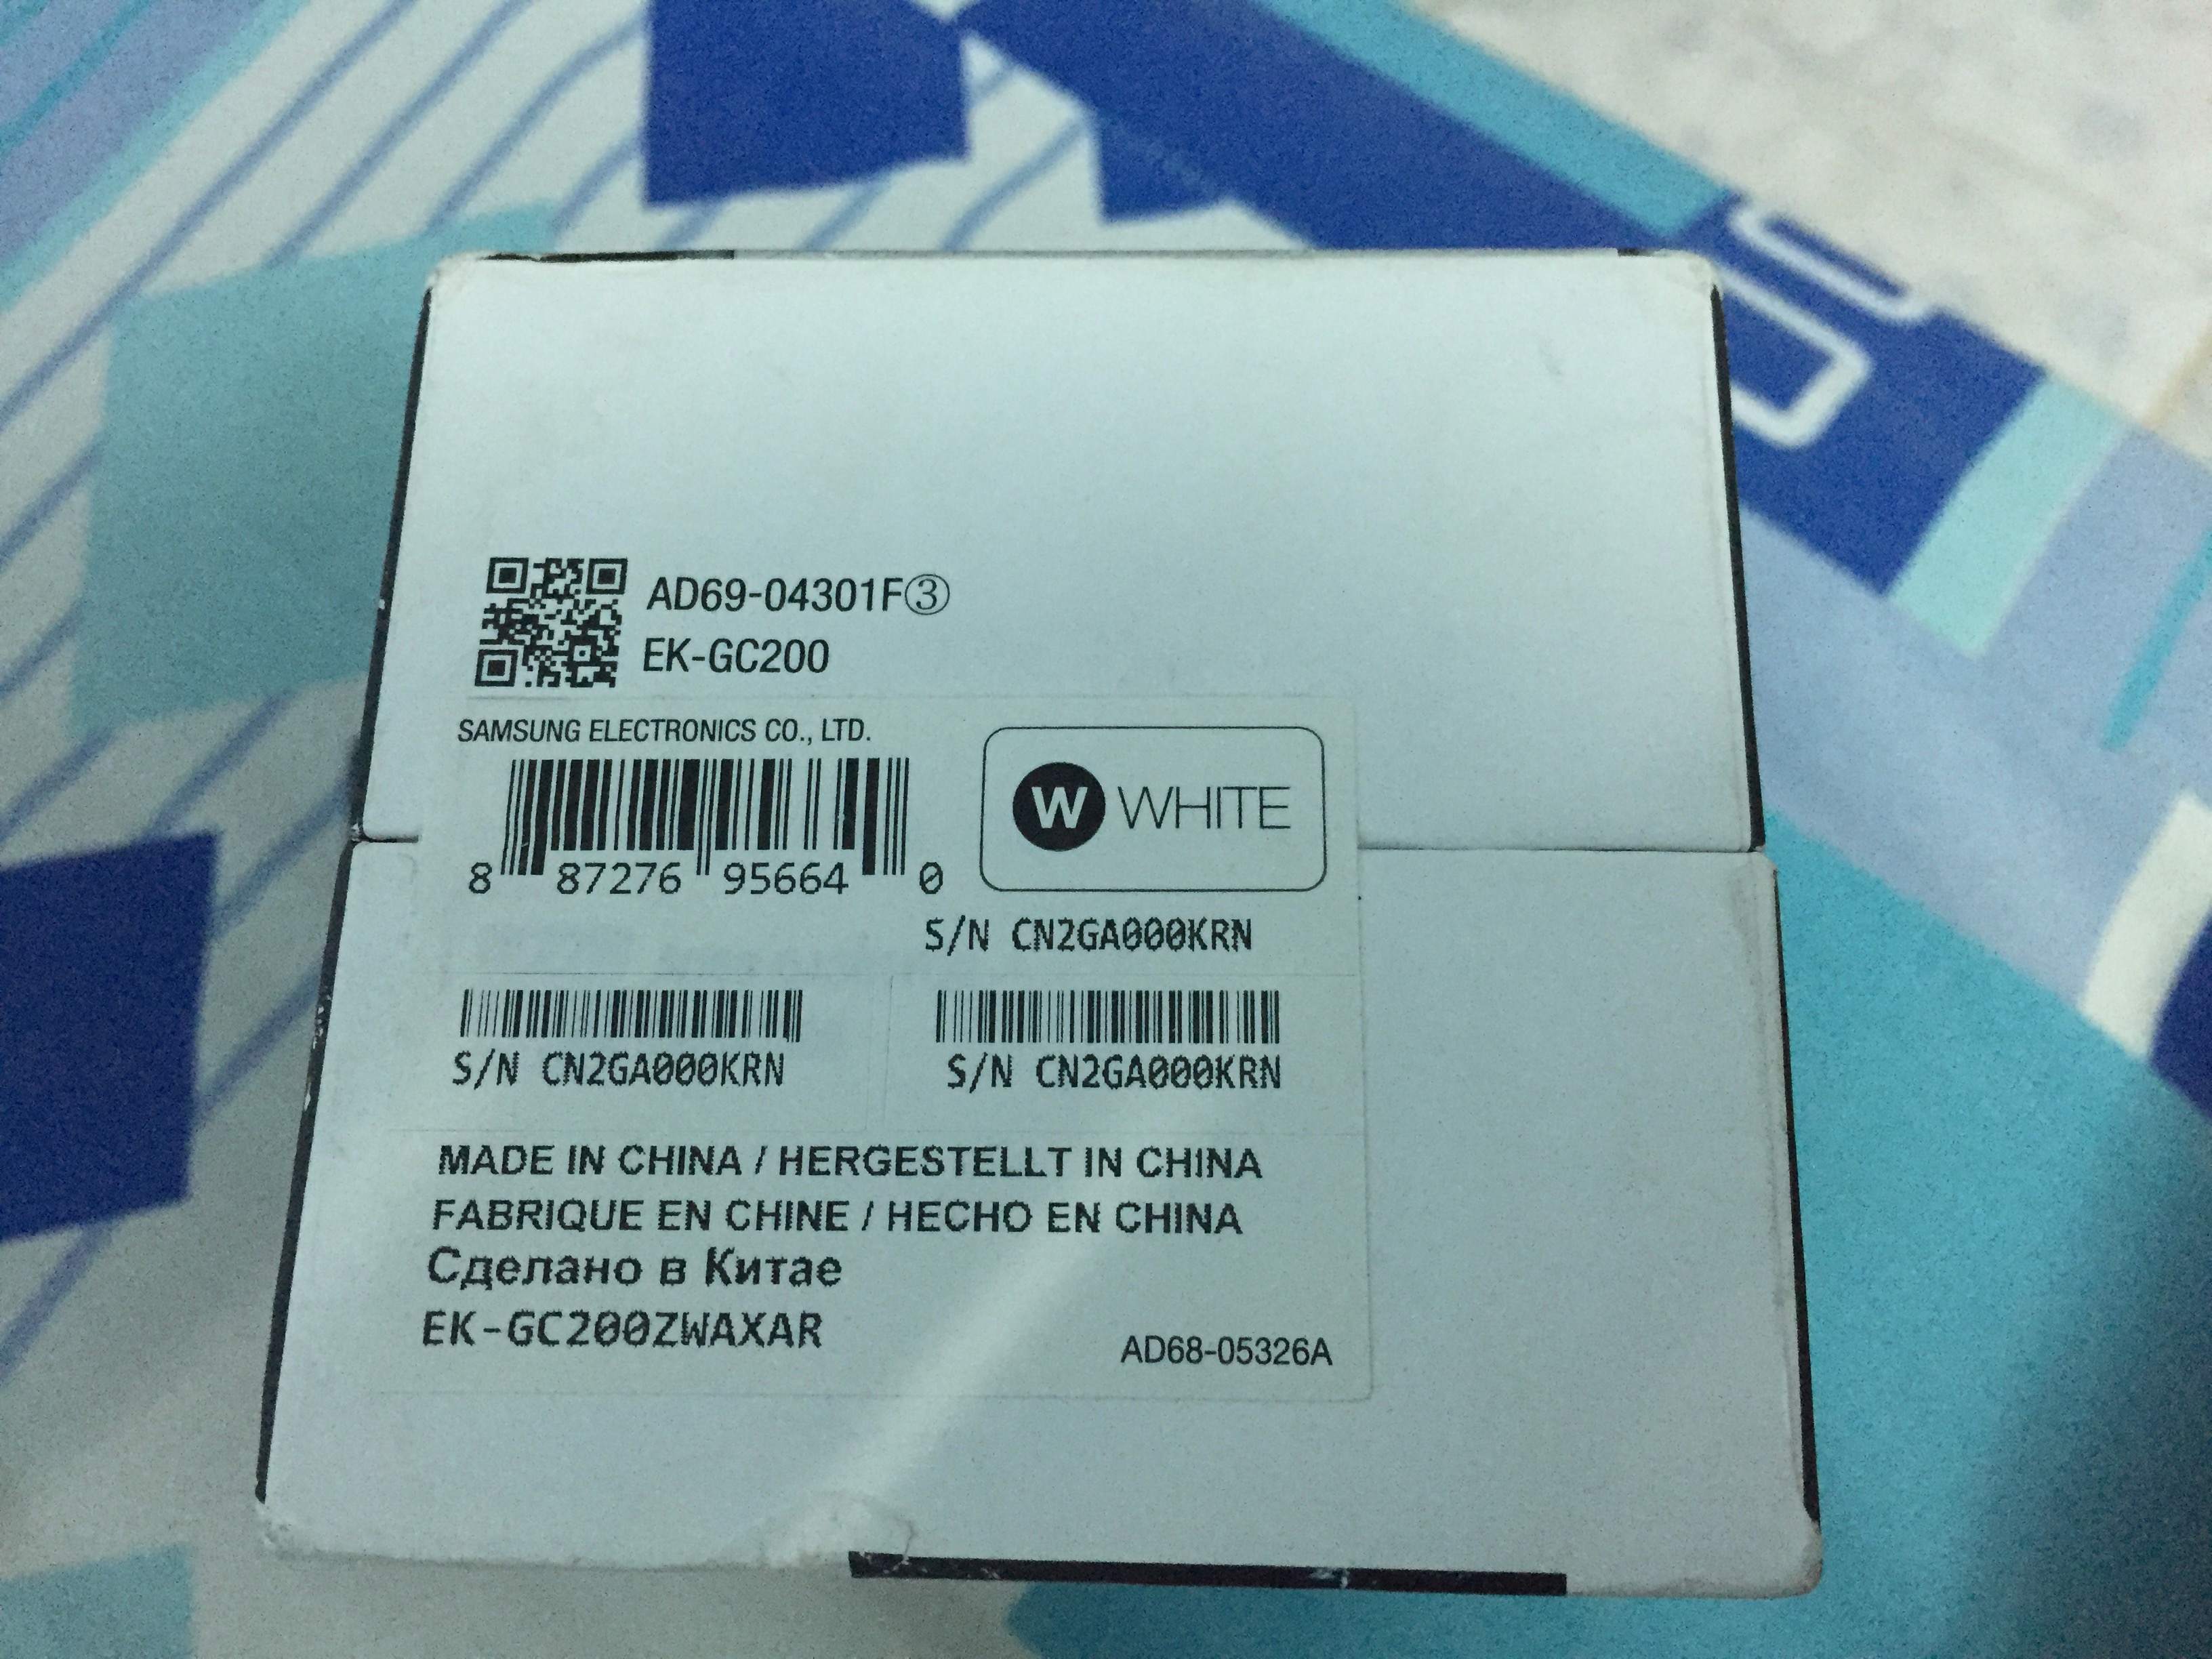 AD69-04301F③
EK-GC200
SAMSUNG ELECTRONICS CO., LTD.
W WHITE
8 87276 95664 0
S/N CN2GA000KRN
S/N CN2GA000KRN
S/N CN2GA000KRN
MADE IN CHINA / HERGESTELLT IN CHINA
FABRIQUE EN CHINE / HECHO EN CHINA
Сделано в Китае
EK-GC200ZWAXAR
AD68-05326A